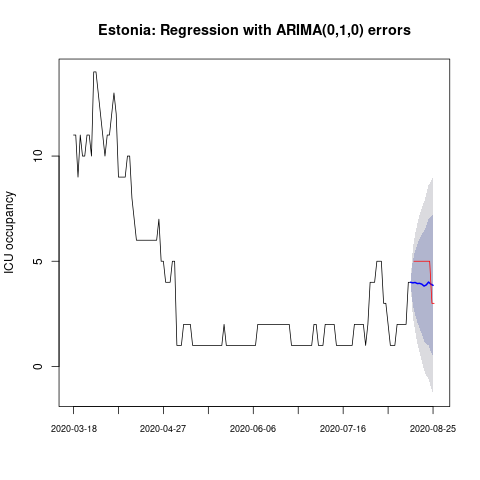 Estonia: Regression with ARIMA(0,1,0) errors
ICU occupancy
10
5
0
2020-03-18 2020-04-27 2020-06-06 2020-07-16 2020-08-25